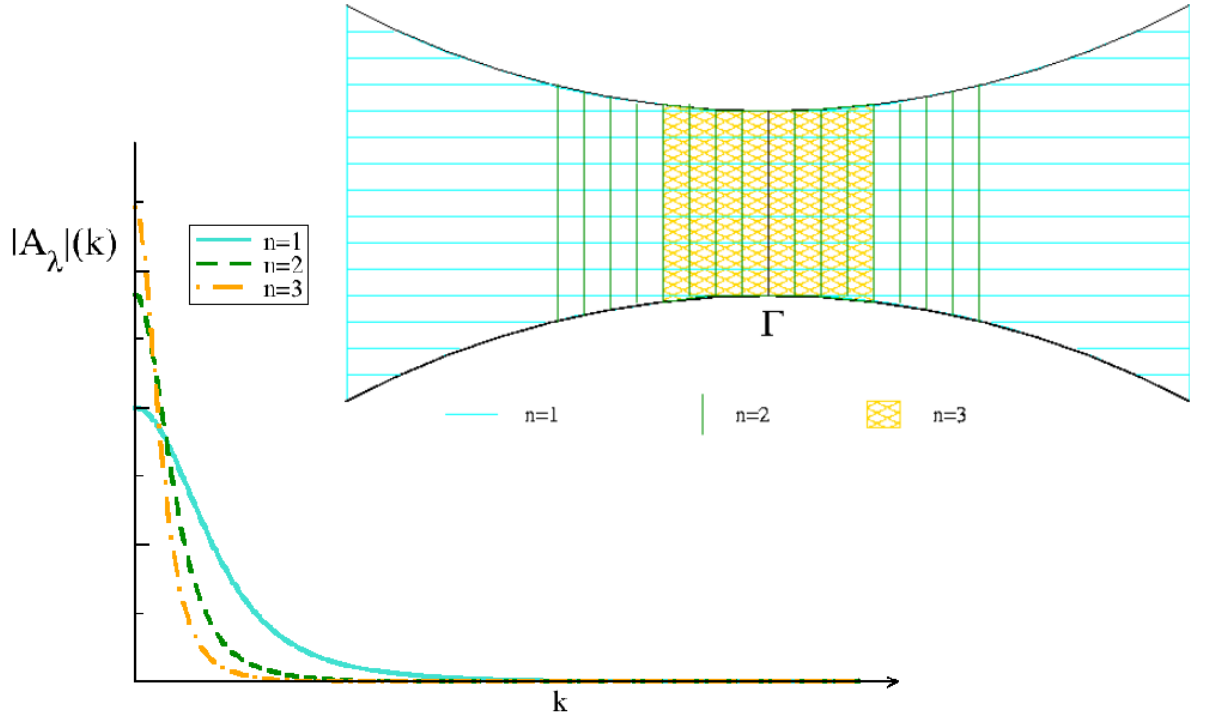 |A_λ|(k)
n=1
n=2
n=3
Γ
n=1 n=2 n=3
k